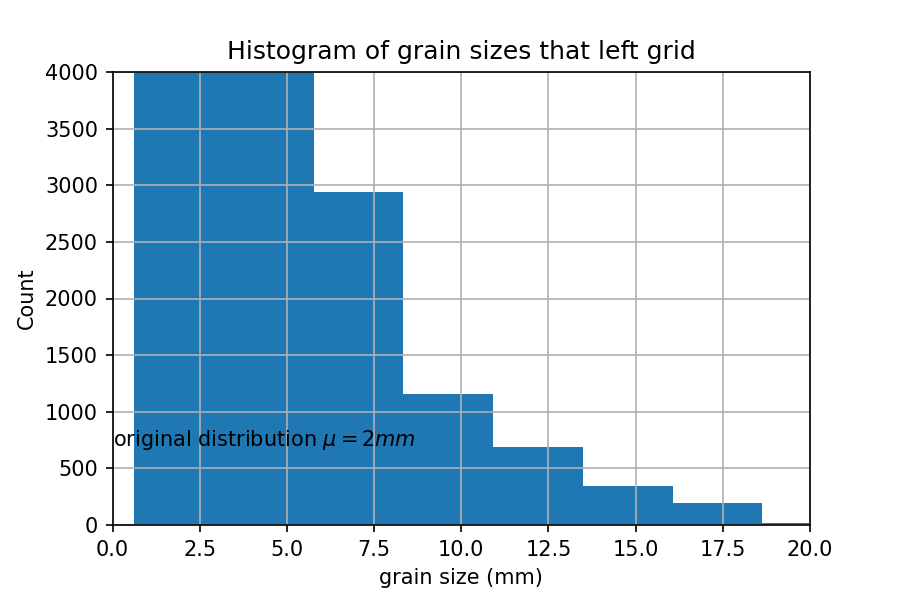 Histogram of grain sizes that left grid
4000
3500
3000
2500
2000
1500
1000
500
0
Count
original distribution μ = 2mm
0.0 2.5 5.0 7.5 10.0 12.5 15.0 17.5 20.0
grain size (mm)